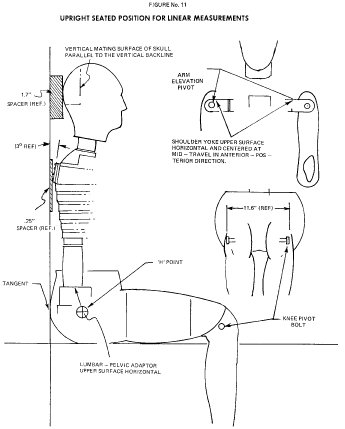 FIGURE No. 11
UPRIGHT SEATED POSITION FOR LINEAR MEASUREMENTS
VERTICAL MATING SURFACE OF SKULL
PARALLEL TO THE VERTICAL BACKLINE
1.7"
SPACER (REF.)
(3° REF)
.25"
SPACER (REF.)
TANGENT
'H' POINT
LUMBAR – PELVIC ADAPTOR
UPPER SURFACE HORIZONTAL
ARM
ELEVATION
PIVOT
SHOULDER YOKE UPPER SURFACE
HORIZONTAL AND CENTERED AT
MID – TRAVEL IN ANTERIOR – POS –
TERIOR DIRECTION.
11.6" (REF)
KNEE PIVOT
BOLT